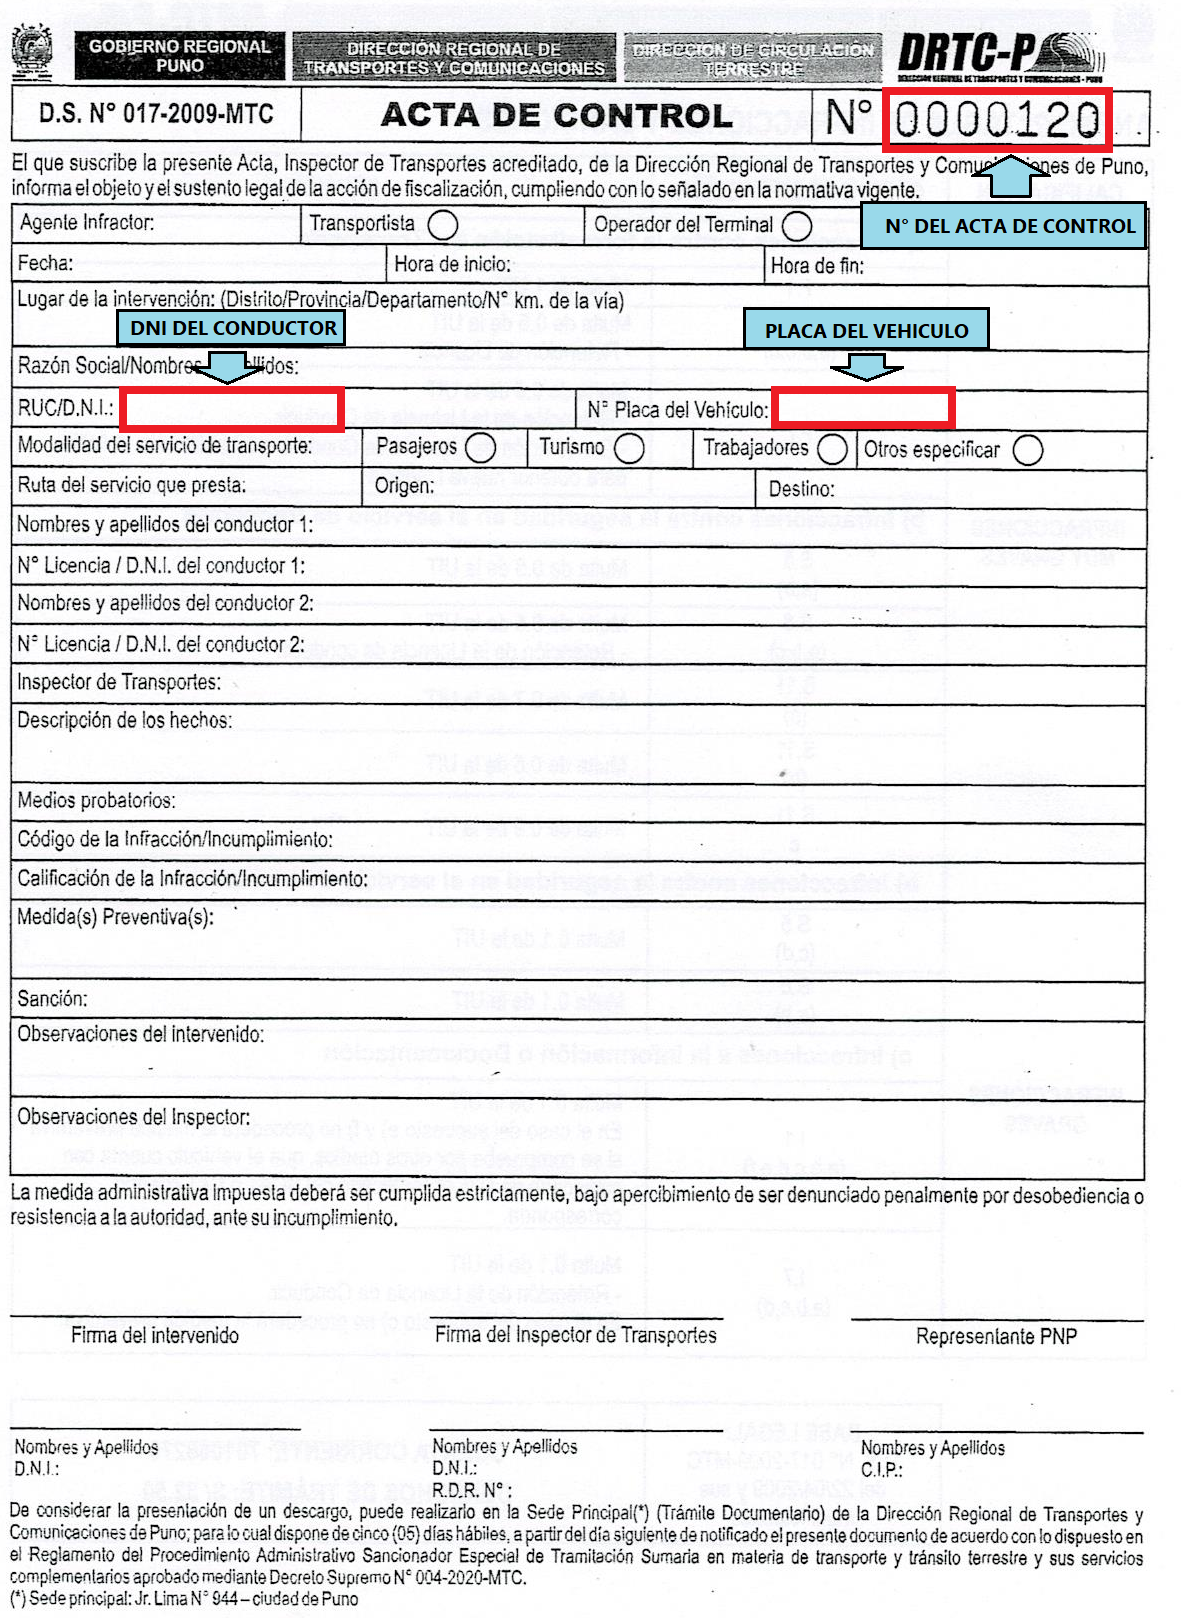 GOBIERNO REGIONAL
PUNO
DIRECCIÓN REGIONAL DE
TRANSPORTES Y COMUNICACIONES
DIRECCIÓN DE CIRCULACIÓN
TERRESTRE
DRTC-P
DIRECCIÓN REGIONAL DE TRANSPORTES Y COMUNICACIONES - PUNO
D.S. N° 017-2009-MTC
ACTA DE CONTROL
N° 0000120
El que suscribe la presente Acta, Inspector de Transportes acreditado, de la Dirección Regional de Transportes y Comunicaciones de Puno,
informa el objeto y el sustento legal de la acción de fiscalización, cumpliendo con lo señalado en la normativa vigente.
N° DEL ACTA DE CONTROL
Agente Infractor:
Transportista
Operador del Terminal
Fecha:
Hora de inicio:
Hora de fin:
Lugar de la intervención: (Distrito/Provincia/Departamento/N° km. de la vía)
DNI DEL CONDUCTOR
PLACA DEL VEHICULO
Razón Social/Nombres
RUC/D.N.I.:
N° Placa del Vehículo:
Modalidad del servicio de transporte:
Pasajeros
Turismo
Trabajadores
Otros especificar
Ruta del servicio que presta:
Origen:
Destino:
Nombres y apellidos del conductor 1:
N° Licencia / D.N.I. del conductor 1:
Nombres y apellidos del conductor 2:
N° Licencia / D.N.I. del conductor 2:
Inspector de Transportes:
Descripción de los hechos:
Medios probatorios:
Código de la Infracción/Incumplimiento:
Calificación de la Infracción/Incumplimiento:
Medida(s) Preventiva(s):
Sanción:
Observaciones del intervenido:
Observaciones del Inspector:
La medida administrativa impuesta deberá ser cumplida estrictamente, bajo apercibimiento de ser denunciado penalmente por desobediencia o
resistencia a la autoridad, ante su incumplimiento.
Firma del intervenido
Firma del Inspector de Transportes
Representante PNP
Nombres y Apellidos
D.N.I.:
Nombres y Apellidos
D.N.I.:
R.D.R. N° :
Nombres y Apellidos
C.I.P.:
De considerar la presentación de un descargo, puede realizarlo en la Sede Principal(*) (Trámite Documentario) de la Dirección Regional de Transportes y
Comunicaciones de Puno; para lo cual dispone de cinco (05) días hábiles, a partir del día siguiente de notificado el presente documento de acuerdo con lo dispuesto en
el Reglamento del Procedimiento Administrativo Sancionador Especial de Tramitación Sumaria en materia de transporte y tránsito terrestre y sus servicios
complementarios aprobado mediante Decreto Supremo N° 004-2020-MTC.
(*) Sede principal: Jr. Lima N° 944 – ciudad de Puno